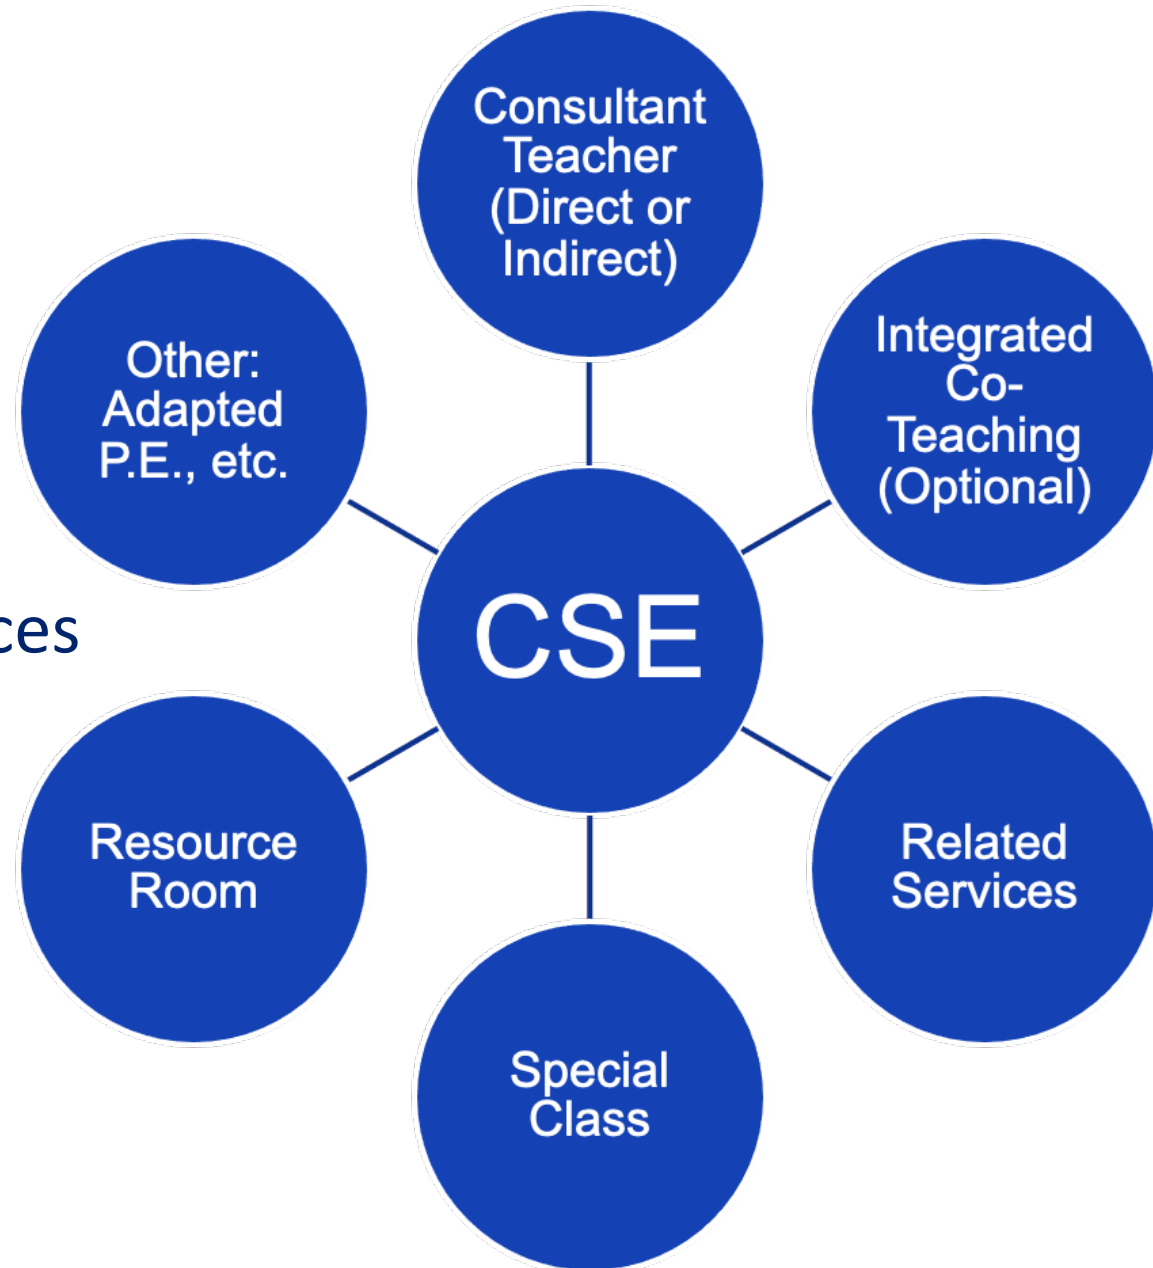 Consultant
Teacher
(Direct or
Indirect)
Integrated
Co-
Teaching
(Optional)
Other:
Adapted
P.E., etc.
ces
CSE
Resource
Room
Related
Services
Special
Class